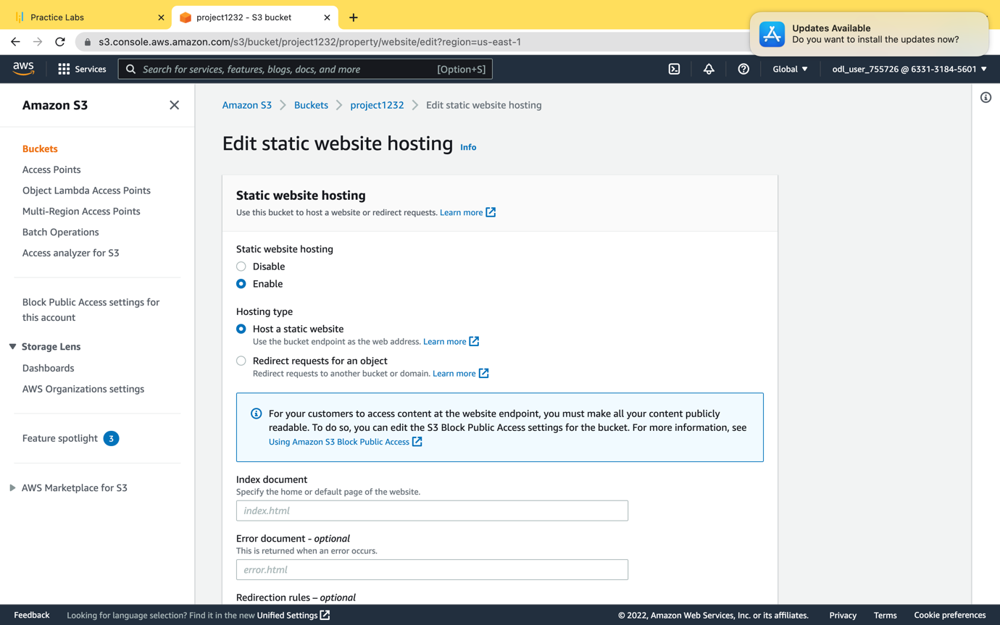 Practice Labs
project1232 - S3 bucket
Updates Available
Do you want to install the updates now?
s3.console.aws.amazon.com/s3/bucket/project1232/property/website/edit?region=us-east-1
aws
Services
Search for services, features, blogs, docs, and more
[Option+S]
Global
odl_user_755726 @ 6331-3184-5601
Amazon S3
Buckets
Access Points
Object Lambda Access Points
Multi-Region Access Points
Batch Operations
Access analyzer for S3
Block Public Access settings for
this account
Storage Lens
Dashboards
AWS Organizations settings
Feature spotlight 3
AWS Marketplace for S3
Amazon S3 > Buckets > project1232 > Edit static website hosting
Edit static website hosting Info
Static website hosting
Use this bucket to host a website or redirect requests. Learn more
Static website hosting
Disable
Enable
Hosting type
Host a static website
Use the bucket endpoint as the web address. Learn more
Redirect requests for an object
Redirect requests to another bucket or domain. Learn more
For your customers to access content at the website endpoint, you must make all your content publicly
readable. To do so, you can edit the S3 Block Public Access settings for the bucket. For more information, see
Using Amazon S3 Block Public Access
Index document
Specify the home or default page of the website.
index.html
Error document - optional
This is returned when an error occurs.
error.html
Redirection rules – optional
Feedback
Looking for language selection? Find it in the new Unified Settings
© 2022, Amazon Web Services, Inc. or its affiliates.
Privacy
Terms
Cookie preferences